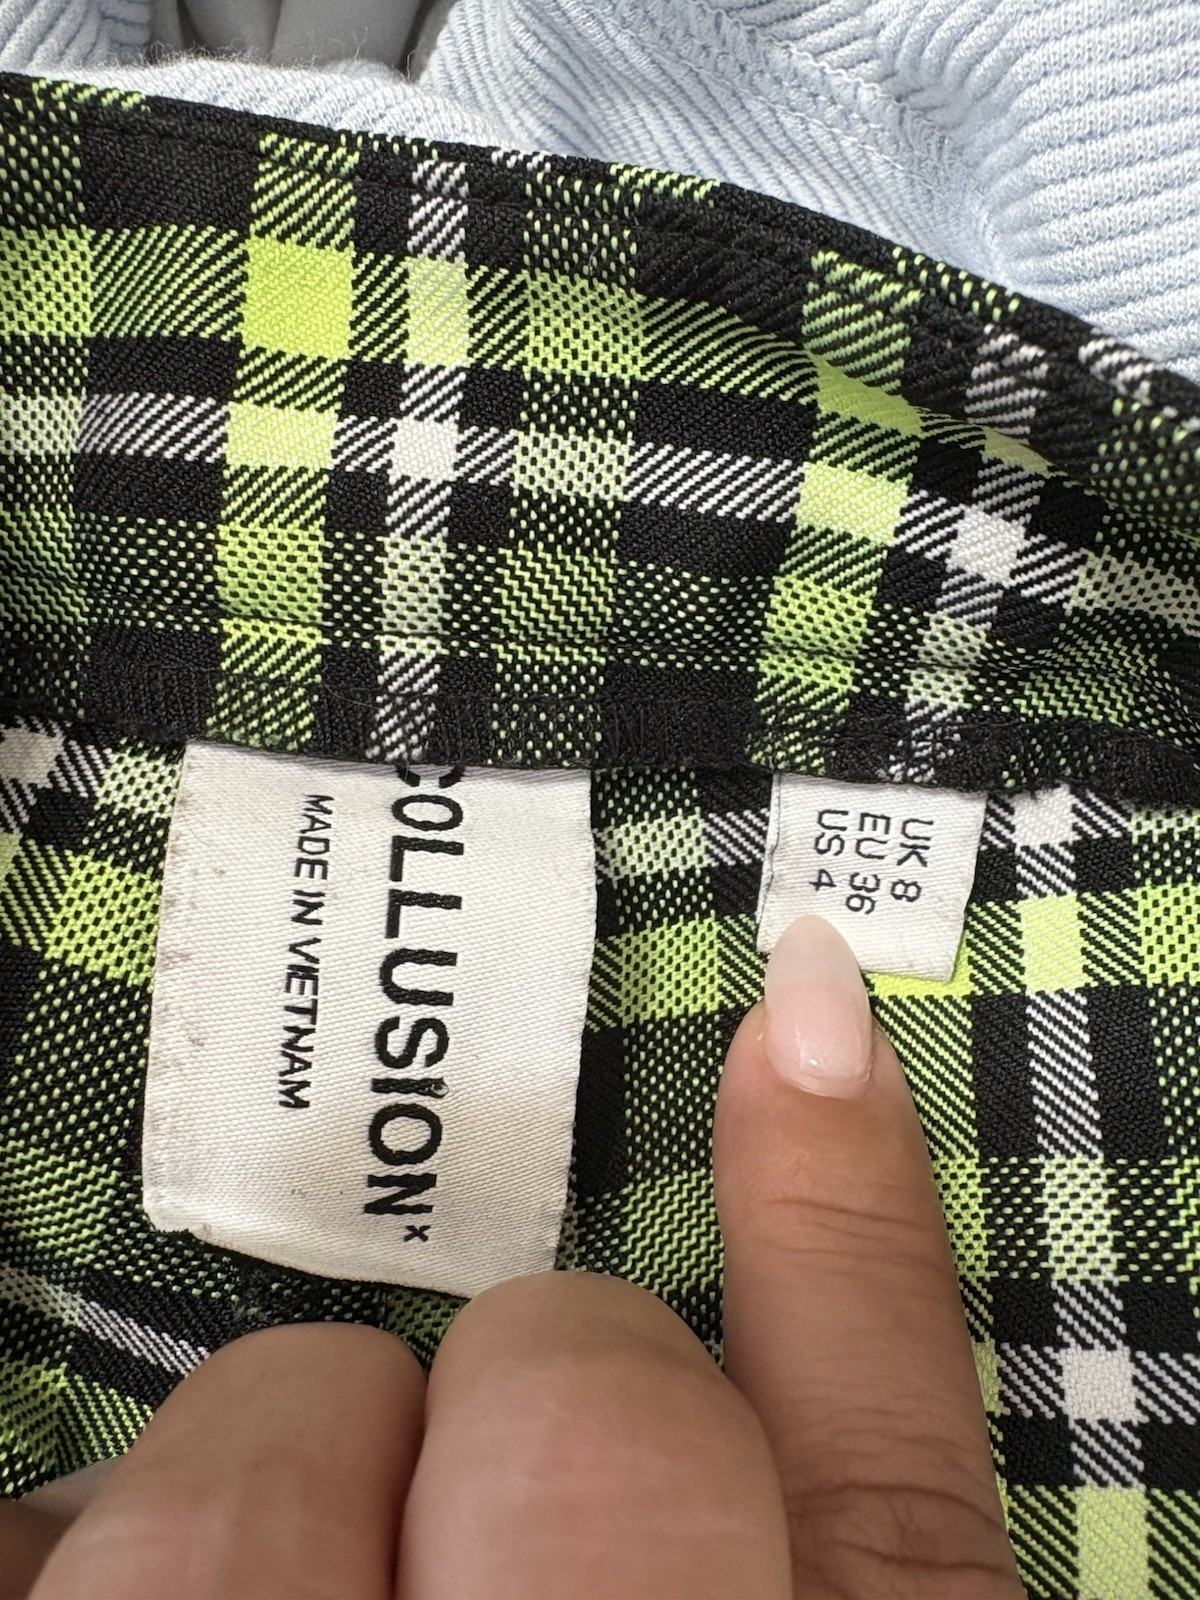 COLLUSION x
MADE IN VIETNAM
UK 8
EU 36
US 4